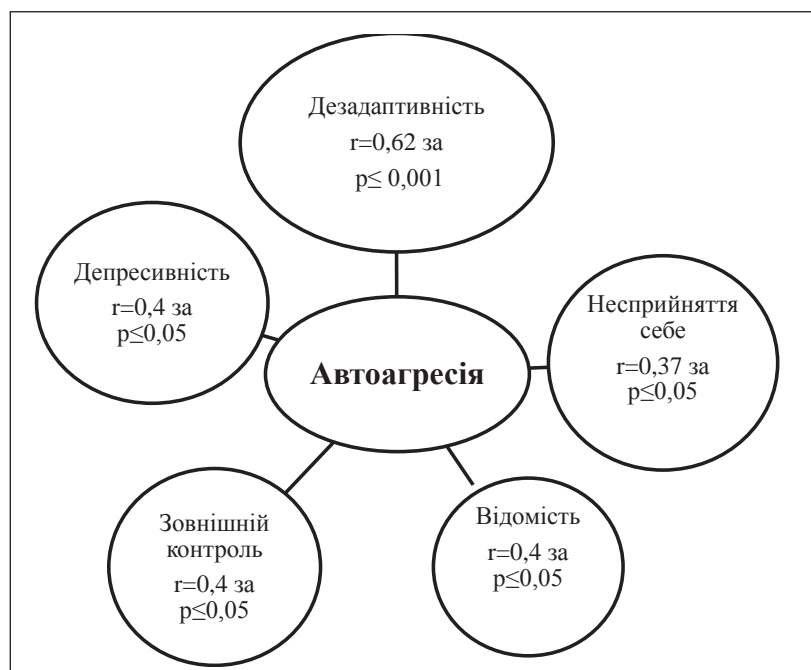 Дезадаптивність
r=0,62 за
p≤ 0,001
Депресивність
r=0,4 за
p≤0,05
Несприйняття
себе
r=0,37 за
p≤0,05
Автоагресія
Зовнішній
контроль
r=0,4 за
p≤0,05
Відомість
r=0,4 за
p≤0,05